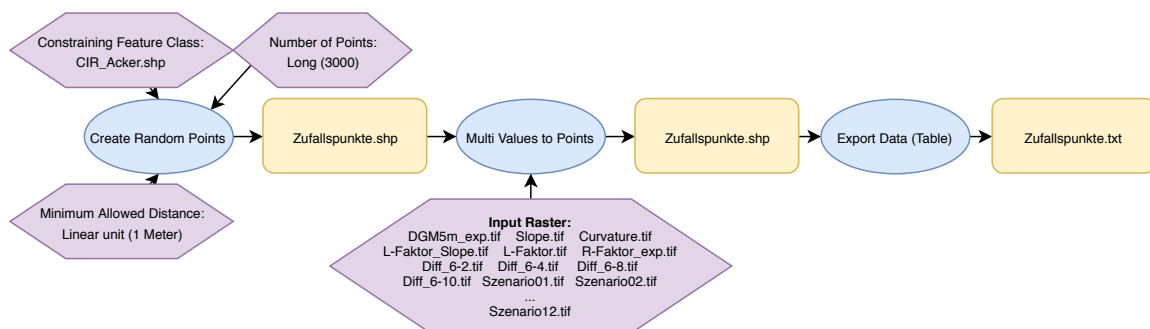 Constraining Feature Class:
CIR_Acker.shp
Number of Points:
Long (3000)
Create Random Points
Zufallspunkte.shp
Multi Values to Points
Zufallspunkte.shp
Export Data (Table)
Zufallspunkte.txt
Minimum Allowed Distance:
Linear unit (1 Meter)
Input Raster:
DGM5m_exp.tif Slope.tif Curvature.tif
L-Faktor_Slope.tif L-Faktor.tif R-Faktor_exp.tif
Diff_6-2.tif Diff_6-4.tif Diff_6-8.tif
Diff_6-10.tif Szenario01.tif Szenario02.tif
...
Szenario12.tif